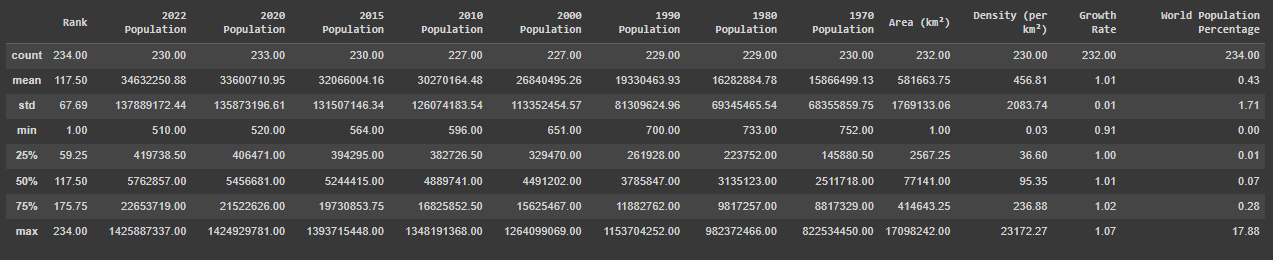 Rank 2022 Population 2020 Population 2015 Population 2010 Population 2000 Population 1990 Population 1980 Population 1970 Population Area (km²) Density (per km²) Growth Rate World Population Percentage
count 234.00 230.00 233.00 230.00 227.00 227.00 229.00 229.00 230.00 232.00 230.00 232.00 234.00
mean 117.50 34632250.88 33600710.95 32066004.16 30270164.48 26840495.26 19330463.93 16282884.78 15866499.13 581663.75 456.81 1.01 0.43
std 67.69 137889172.44 135873196.61 131507146.34 126074183.54 113352454.57 81309624.96 69345465.54 68355859.75 1769133.06 2083.74 0.01 1.71
min 1.00 510.00 520.00 564.00 596.00 651.00 700.00 733.00 752.00 1.00 0.03 0.91 0.00
25% 59.25 419738.50 406471.00 394295.00 382726.50 329470.00 261928.00 223752.00 145880.50 2567.25 36.60 1.00 0.01
50% 117.50 5762857.00 5456681.00 5244415.00 4889741.00 4491202.00 3785847.00 3135123.00 2511718.00 77141.00 95.35 1.01 0.07
75% 175.75 22653719.00 21522626.00 19730853.75 16825852.50 15625467.00 11882762.00 9817257.00 8817329.00 414643.25 236.88 1.02 0.28
max 234.00 1425887337.00 1424929781.00 1393715448.00 1348191368.00 1264099069.00 1153704252.00 982372466.00 822534450.00 17098242.00 23172.27 1.07 17.88